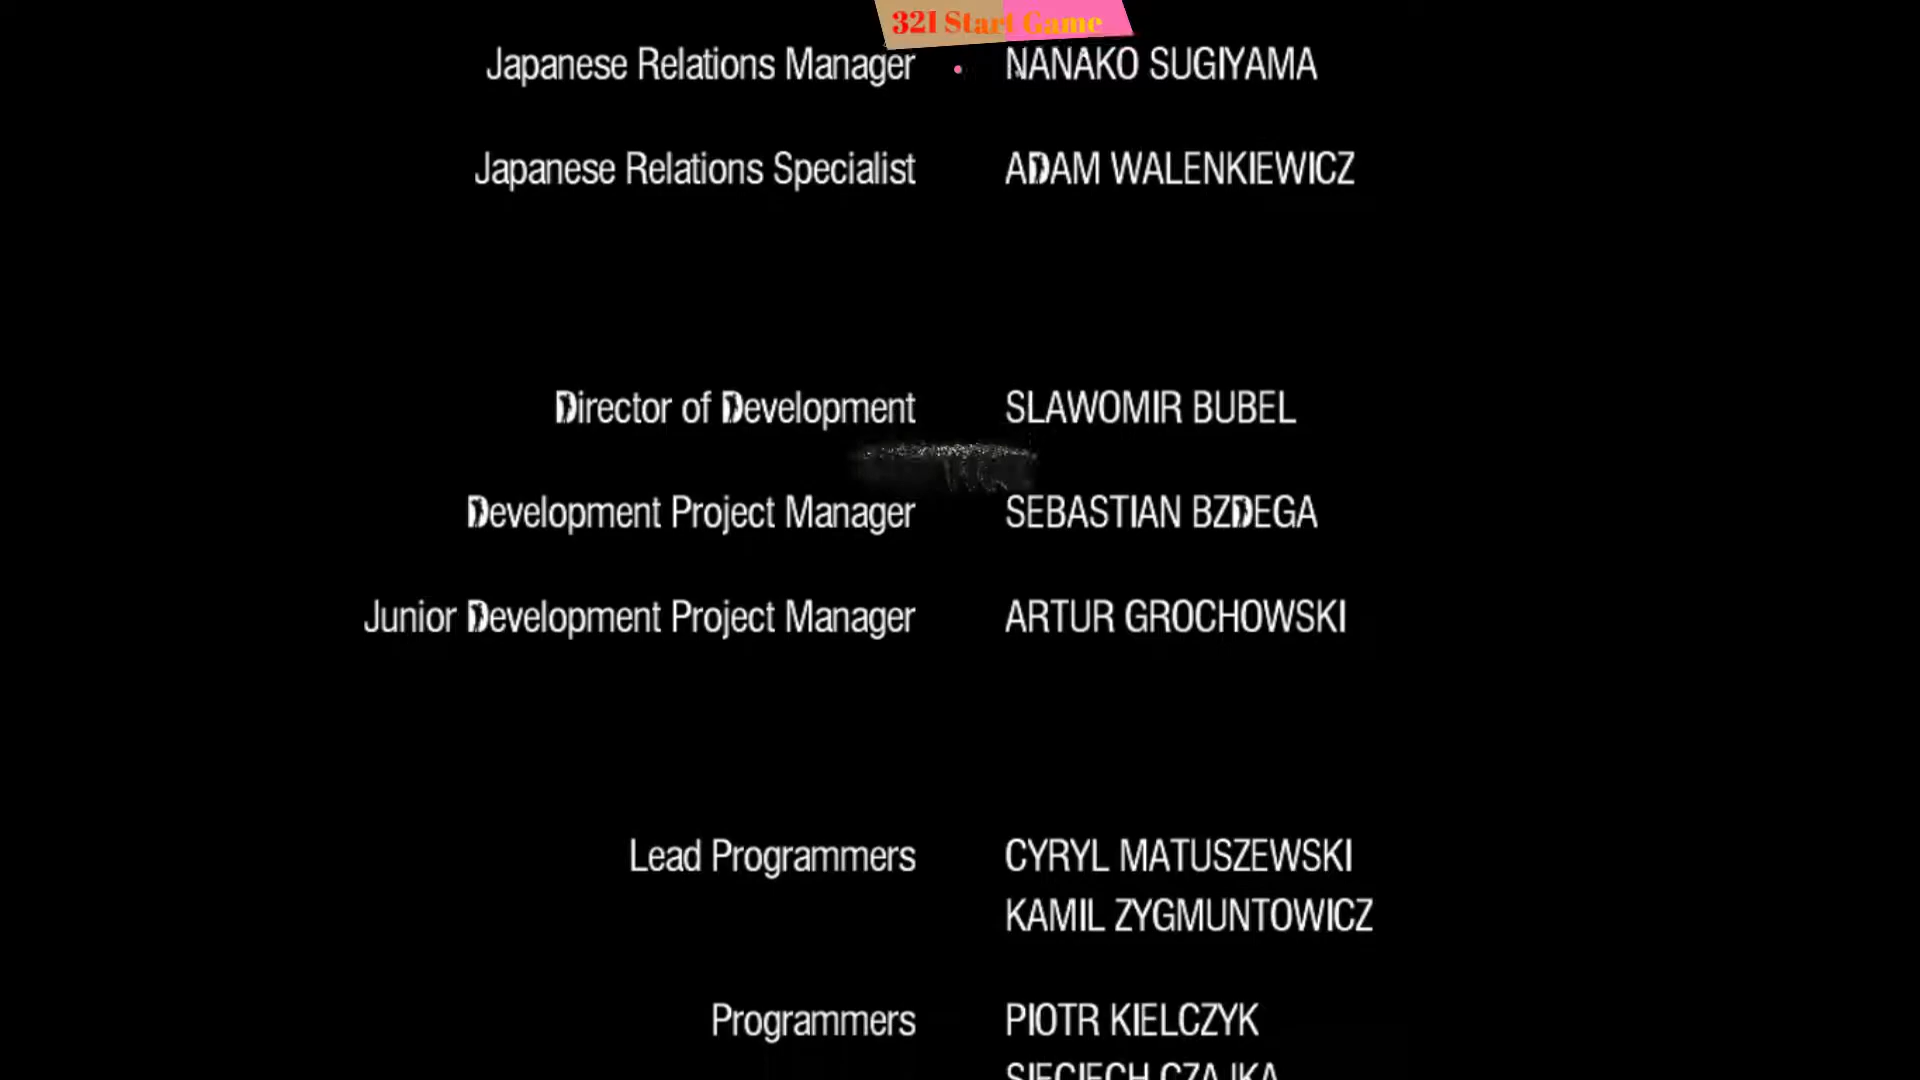 321 Start Game
Japanese Relations Manager NANAKO SUGIYAMA
Japanese Relations Specialist ADAM WALENKIEWICZ
Director of Development SLAWOMIR BUBEL
Development Project Manager SEBASTIAN BZDEGA
Junior Development Project Manager ARTUR GROCHOWSKI
Lead Programmers CYRYL MATUSZEWSKI
KAMIL ZYGMUNTOWICZ
Programmers PIOTR KIELCZYK
SIECIECH CZAJKA